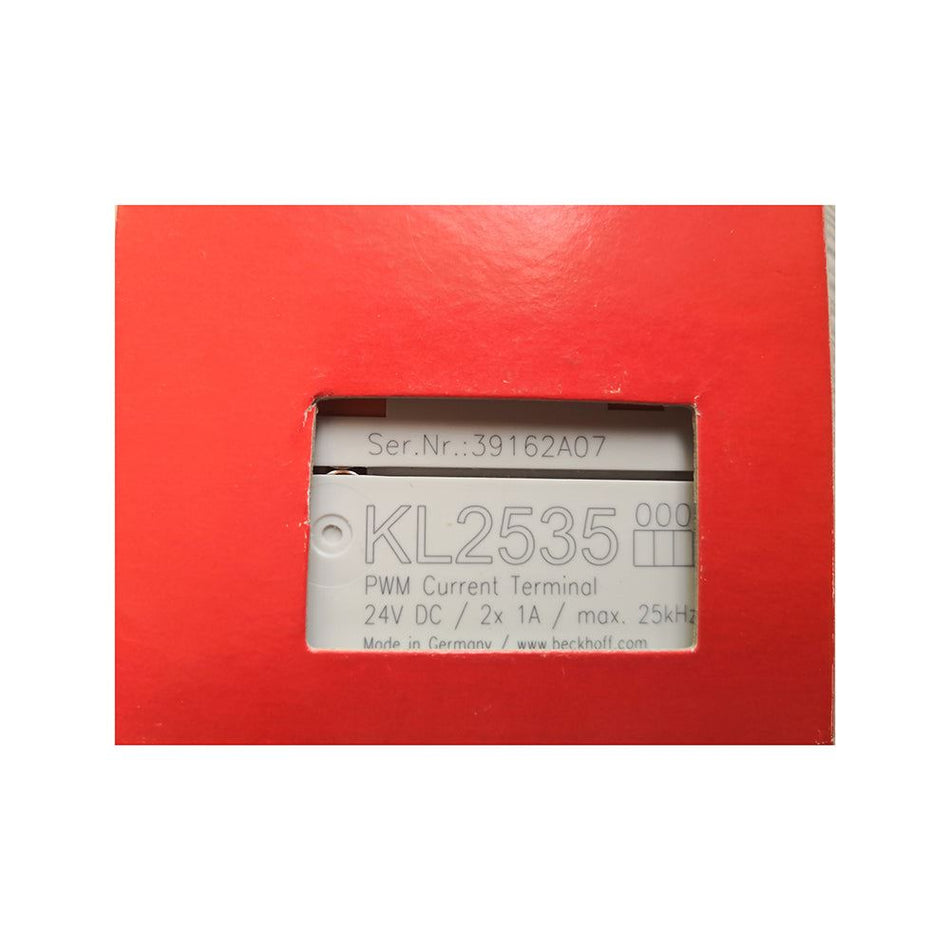 Ser.Nr.:39162A07
KL2535 000
PWM Current Terminal
24V DC / 2x 1A / max. 25kHz
Made in Germany / www.beckhoff.com